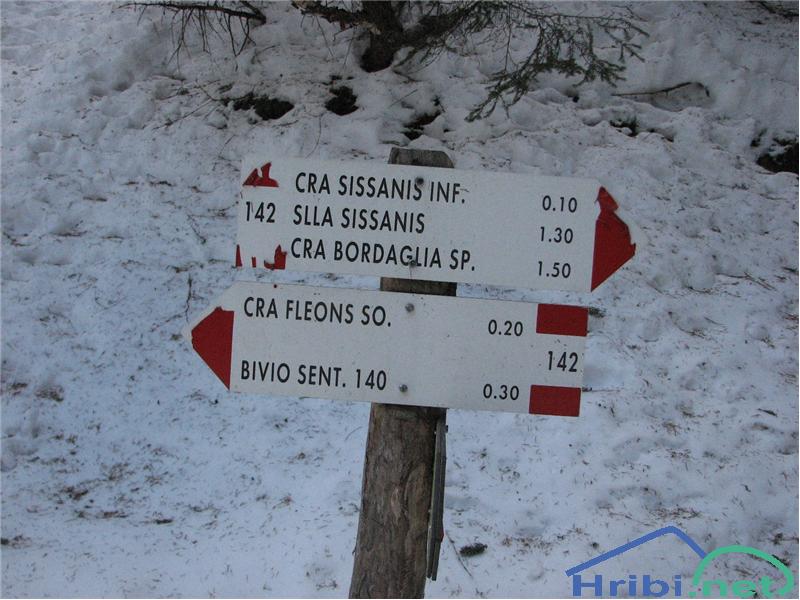 CRA SISSANIS INF. 0.10
142 SLLA SISSANIS 1.30
CRA BORDAGLIA SP. 1.50
CRA FLEONS SO. 0.20
142
BIVIO SENT. 140 0.30
Hribi.net